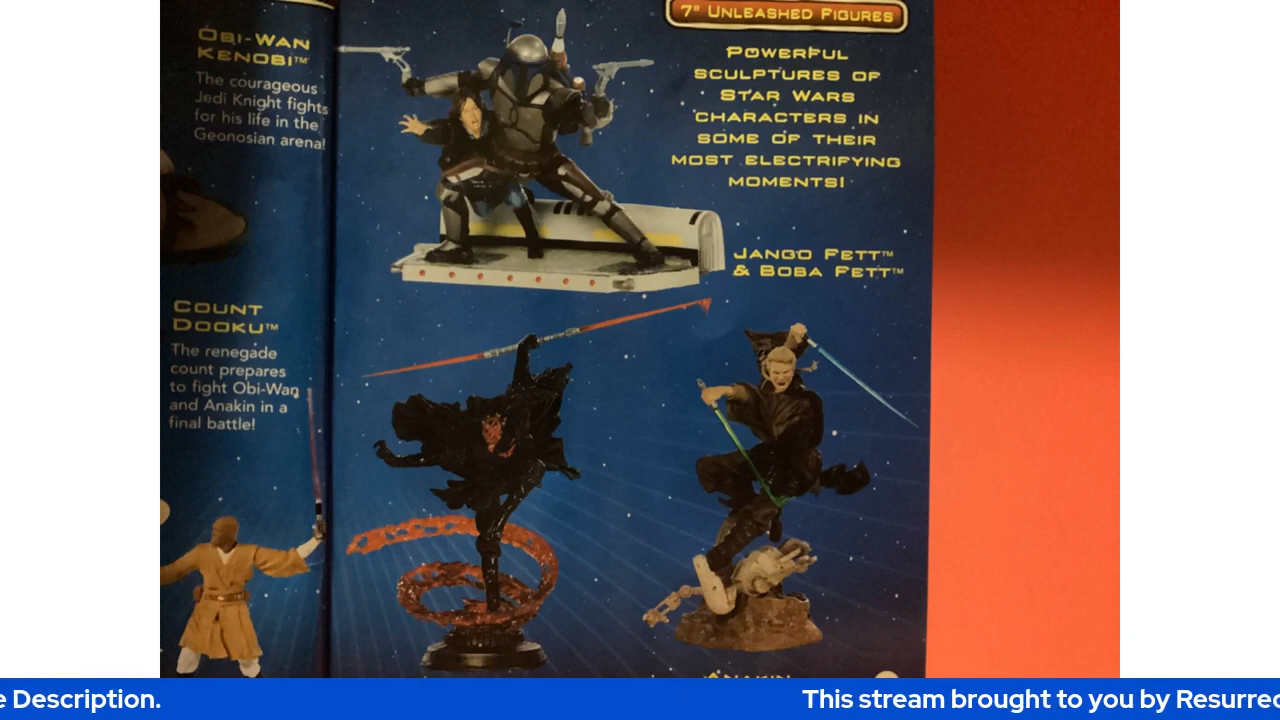 OBI-WAN
KENOBI™
The courageous
Jedi Knight fights
for his life in the
Geonosian arena!
COUNT
DOOKU™
The renegade
count prepares
to fight Obi-Wan
and Anakin in a
final battle!
7" UNLEASHED FIGURES
POWERFUL
SCULPTURES OF
STAR WARS
CHARACTERS IN
SOME OF THEIR
MOST ELECTRIFYING
MOMENTS!
JANGO FETT™
& BOBA FETT™
ANAKIN
e Description.
This stream brought to you by Resurrec